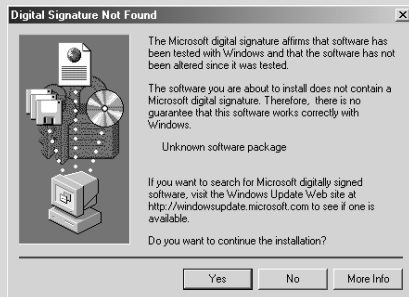 Digital Signature Not Found
The Microsoft digital signature affirms that software has
been tested with Windows and that the software has not
been altered since it was tested.
The software you are about to install does not contain a
Microsoft digital signature. Therefore, there is no
guarantee that this software works correctly with
Windows.
Unknown software package
If you want to search for Microsoft digitally signed
software, visit the Windows Update Web site at
http://windowsupdate.microsoft.com to see if one is
available.
Do you want to continue the installation?
Yes No More Info